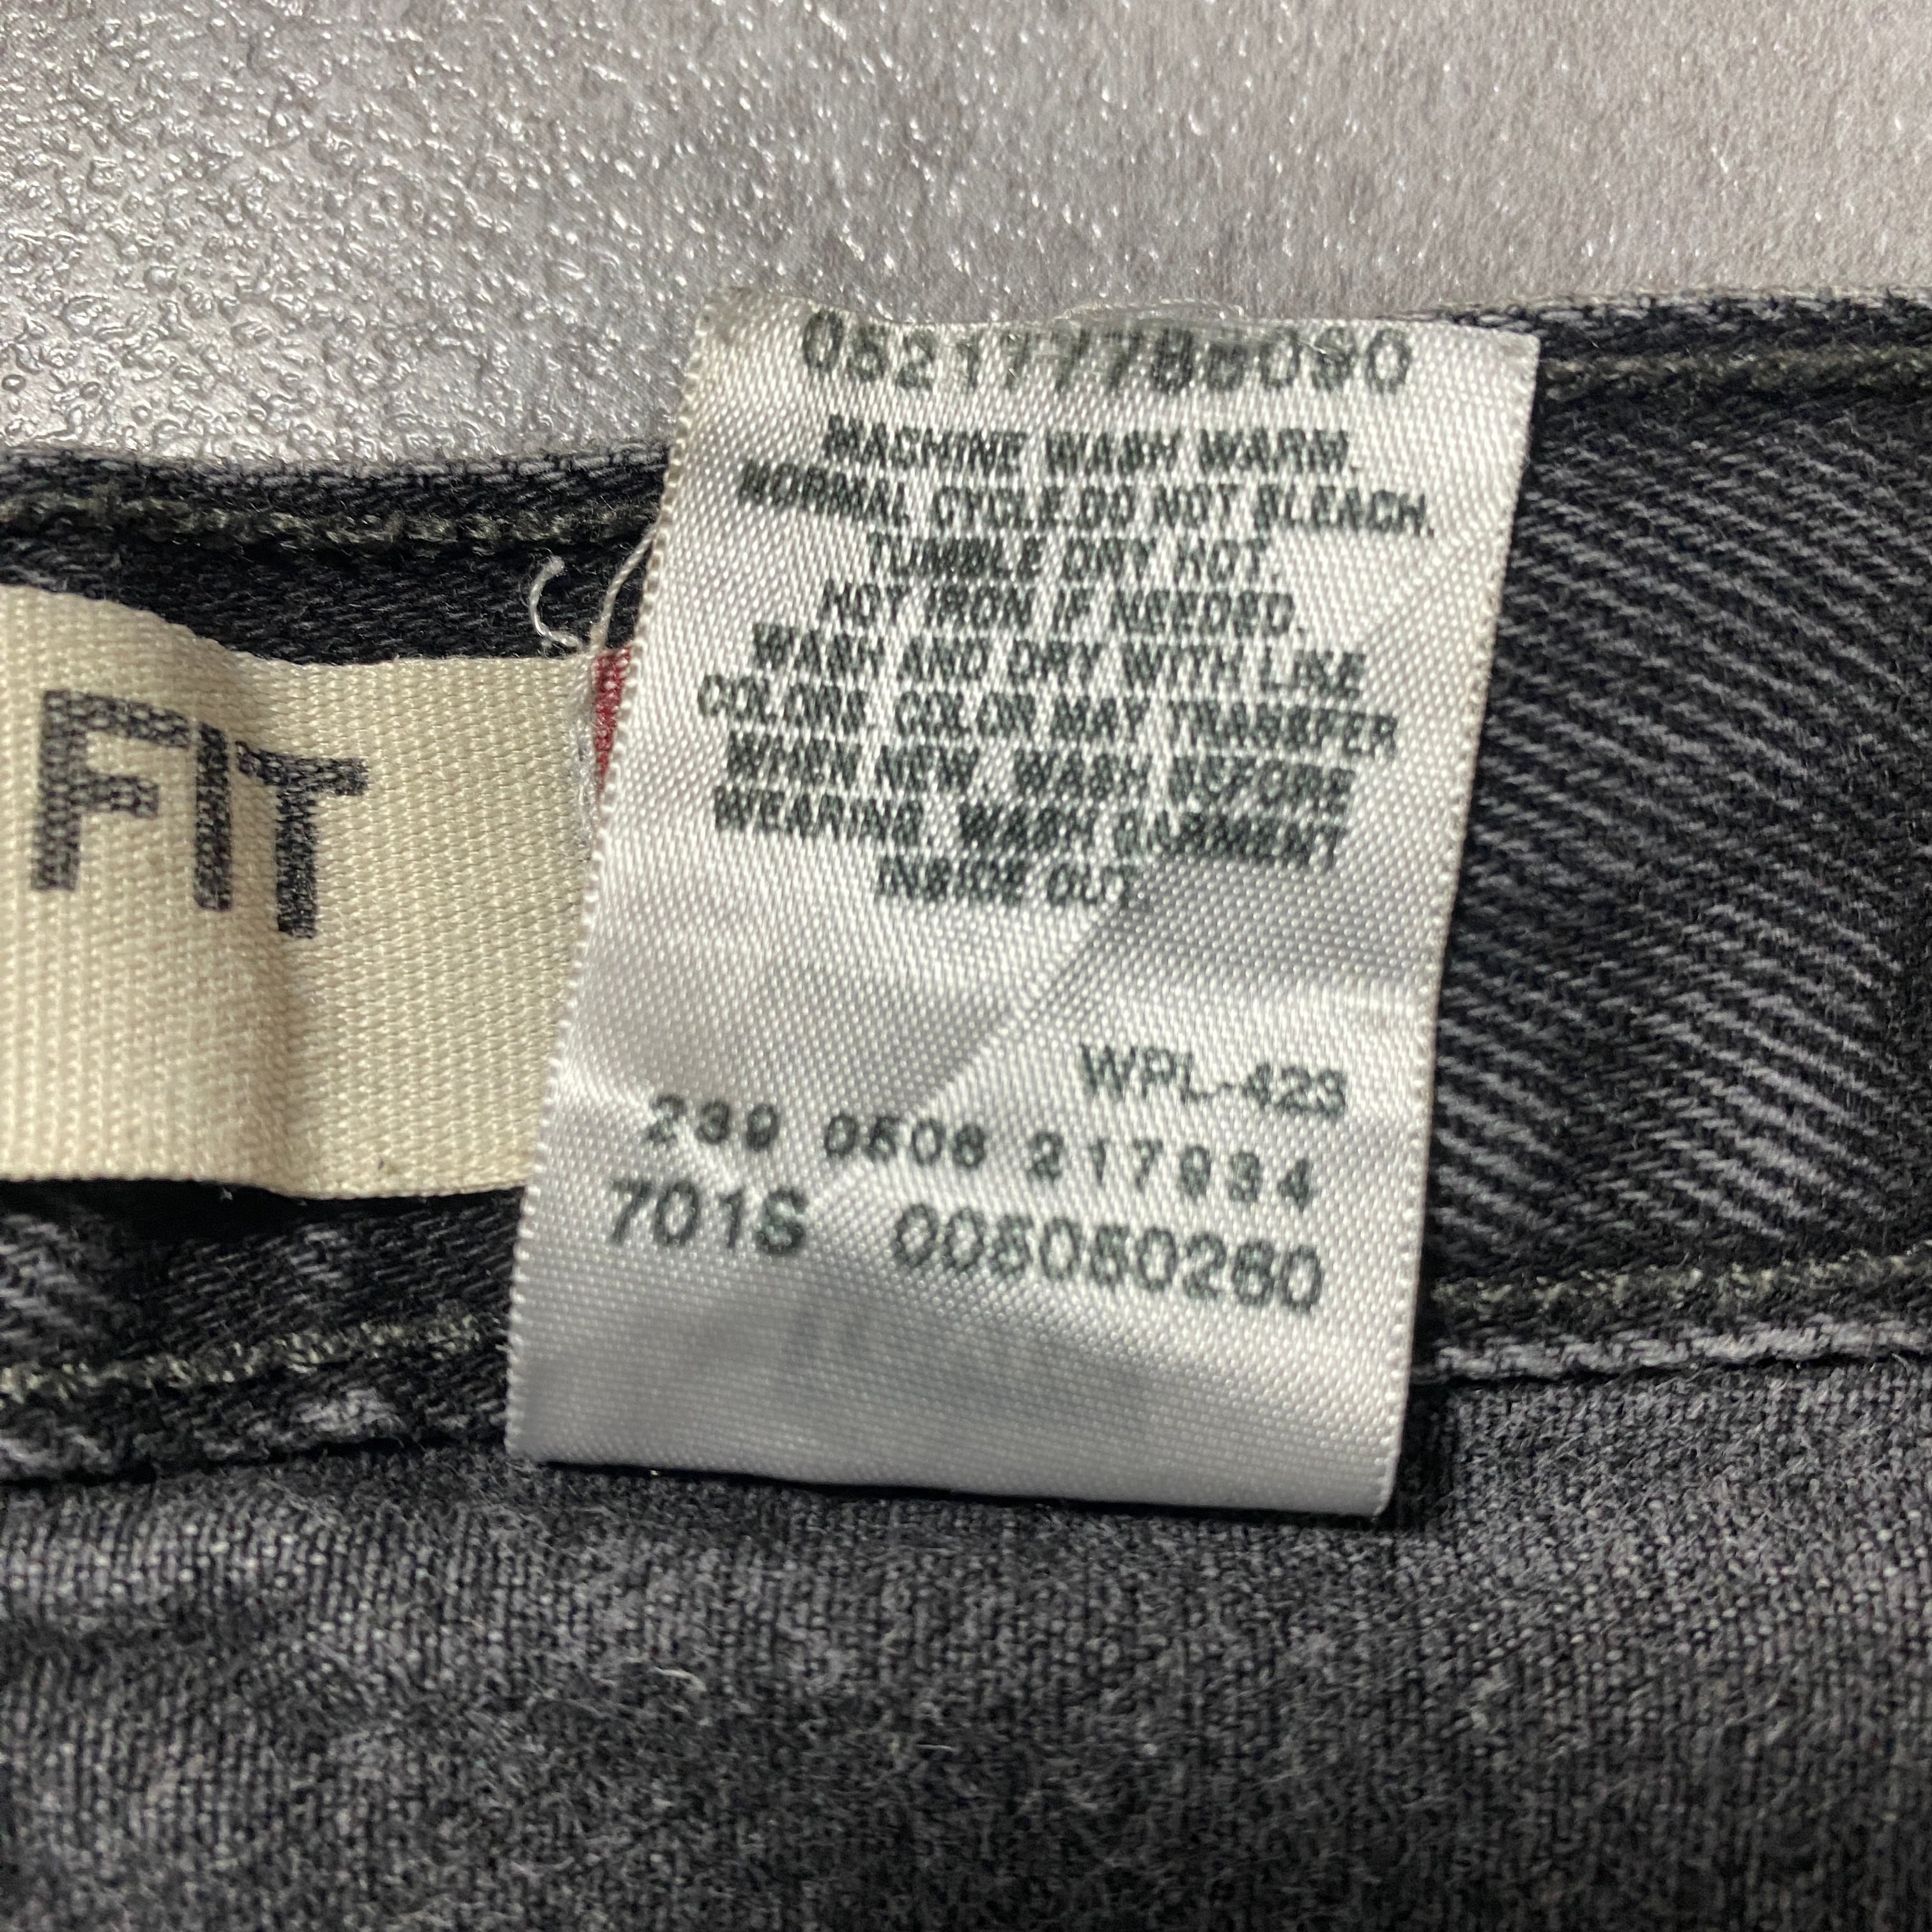 MACHINE WASH WARM
NORMAL CYCLE.DO NOT BLEACH.
TUMBLE DRY HOT.
HOT IRON IF NEEDED.
WASH AND DRY WITH LIKE
COLORS. COLOR MAY TRANSFER
WHEN NEW. WASH BEFORE
WEARING. WASH GARMENT
INSIDE OUT
FIT
WPL-423
0506 217934
701S 005050260